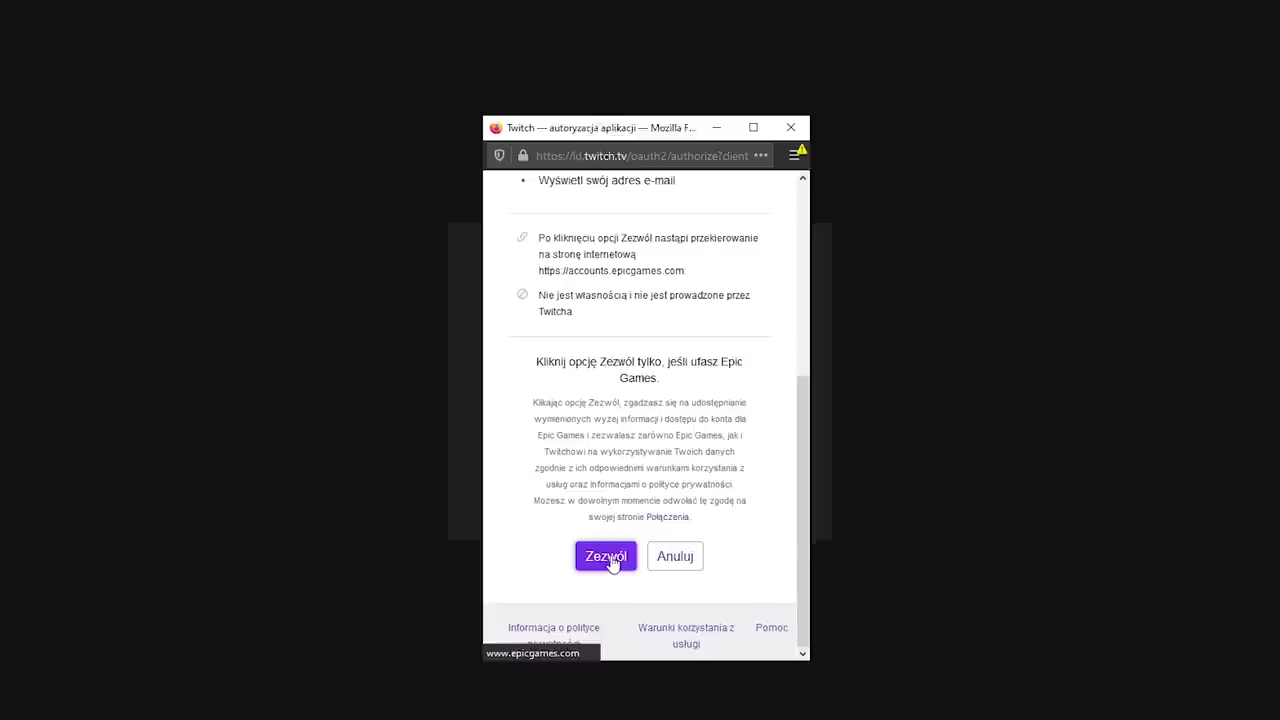 Twitch — autoryzacja aplikacji — Mozilla F...
https://id.twitch.tv/oauth2/authorize?client
• Wyświetl swój adres e-mail
Po kliknięciu opcji Zezwól nastąpi przekierowanie
na stronę internetową
https://accounts.epicgames.com
Nie jest własnością i nie jest prowadzone przez
Twitcha
Kliknij opcję Zezwól tylko, jeśli ufasz Epic
Games.
Klikając opcję Zezwól, zgadzasz się na udostępnianie
wymienionych wyżej informacji i dostępu do konta dla
Epic Games i zezwalasz zarówno Epic Games, jak i
Twitchowi na wykorzystywanie Twoich danych
zgodnie z ich odpowiednimi warunkami korzystania z
usług oraz informacjami o polityce prywatności.
Możesz w dowolnym momencie odwołać tę zgodę na
swojej stronie Połączenia.
Zezwól Anuluj
Informacja o polityce
prywatności
Warunki korzystania z
usługi
Pomoc
www.epicgames.com